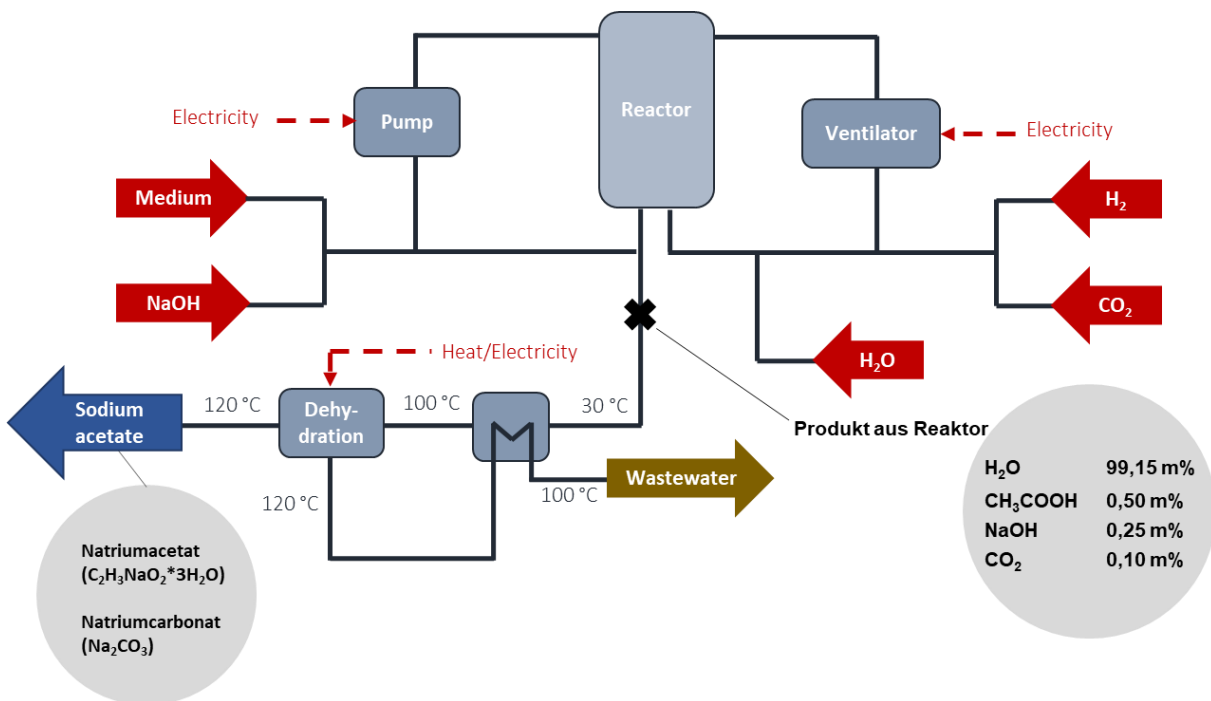 Reactor
Pump
Ventilator
Electricity
Electricity
Medium
NaOH
H₂
CO₂
H₂O
Heat/Electricity
Sodium
acetate
120 °C
Dehy-
dration
100 °C
30 °C
Wastewater
100 °C
120 °C
Produkt aus Reaktor
H₂O 99,15 m%
CH₃COOH 0,50 m%
NaOH 0,25 m%
CO₂ 0,10 m%
Natriumacetat
(C₂H₃NaO₂*3H₂O)
Natriumcarbonat
(Na₂CO₃)